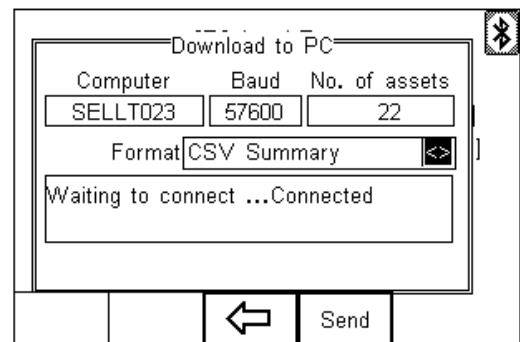 Download to PC
Computer Baud No. of assets
SELLT023 57600 22
Format CSV Summary <>
Waiting to connect ...Connected
Send